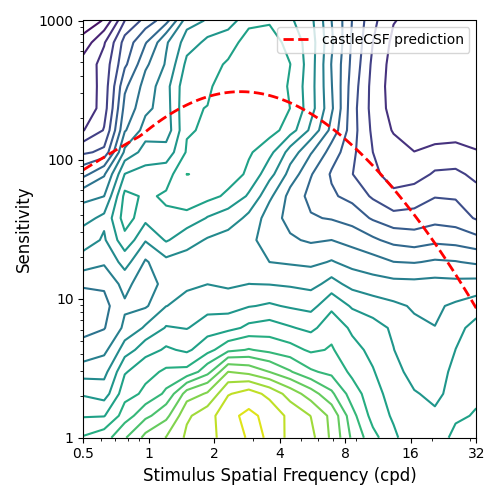 castleCSF prediction
1000
100
10
1
Sensitivity
0.5 1 2 4 8 16 32
Stimulus Spatial Frequency (cpd)